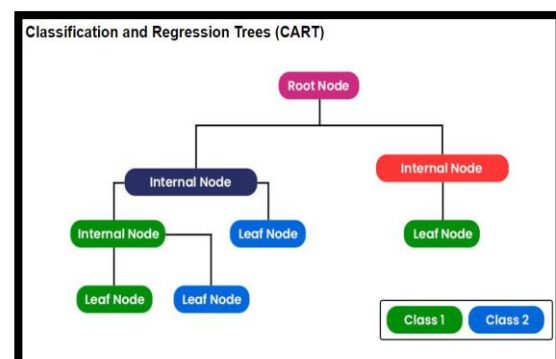 Classification and Regression Trees (CART)
Root Node
Internal Node
Internal Node
Internal Node
Leaf Node
Leaf Node
Leaf Node
Leaf Node
Class 1
Class 2